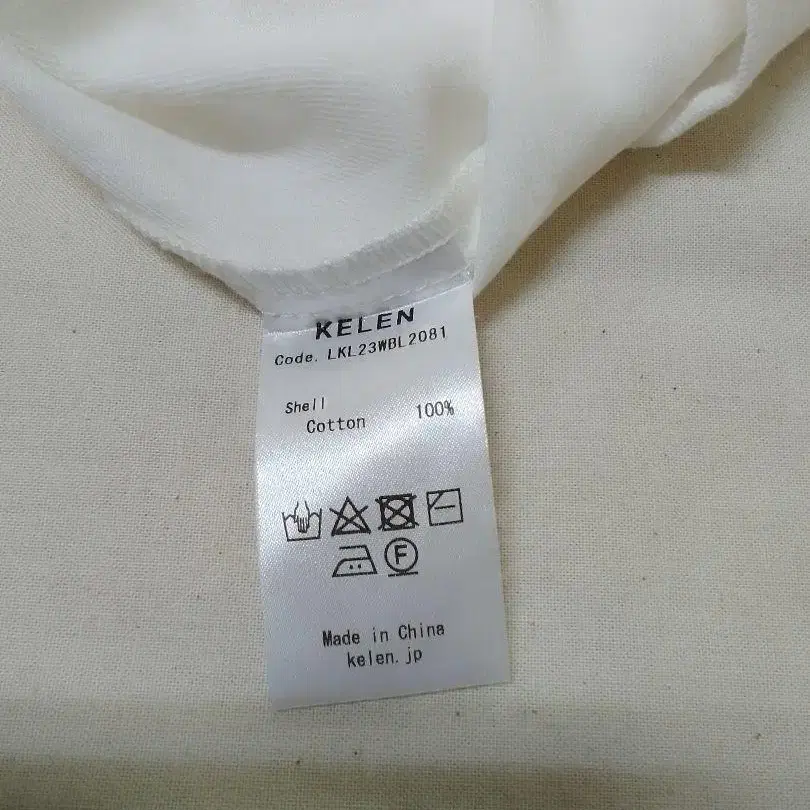 KELEN
Code. LKL23WBL2081
Shell
Cotton 100%
F
Made in China
kelen.jp